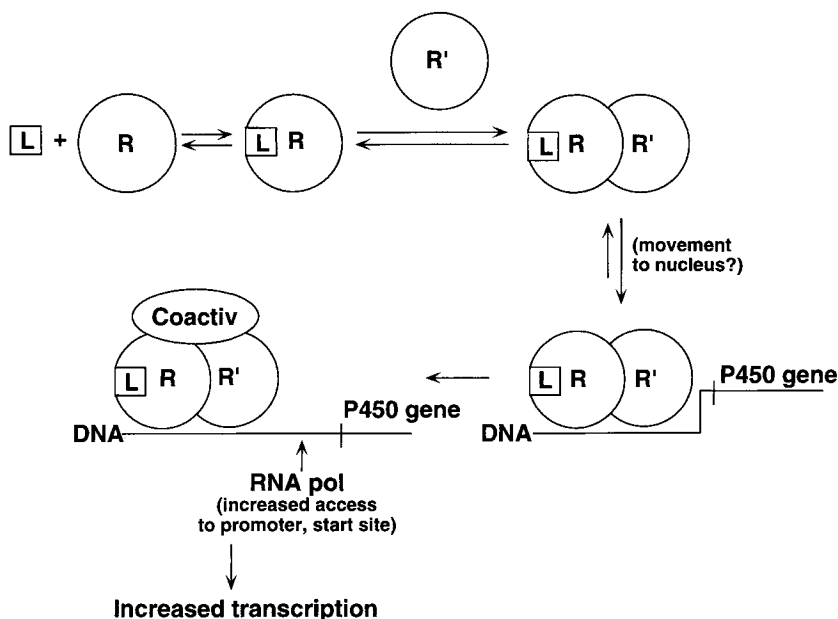 R'
L + R
L R
L R R'
(movement
to nucleus?)
Coactiv
L R R'
P450 gene
DNA
L R R'
P450 gene
DNA
RNA pol
(increased access
to promoter, start site)
Increased transcription